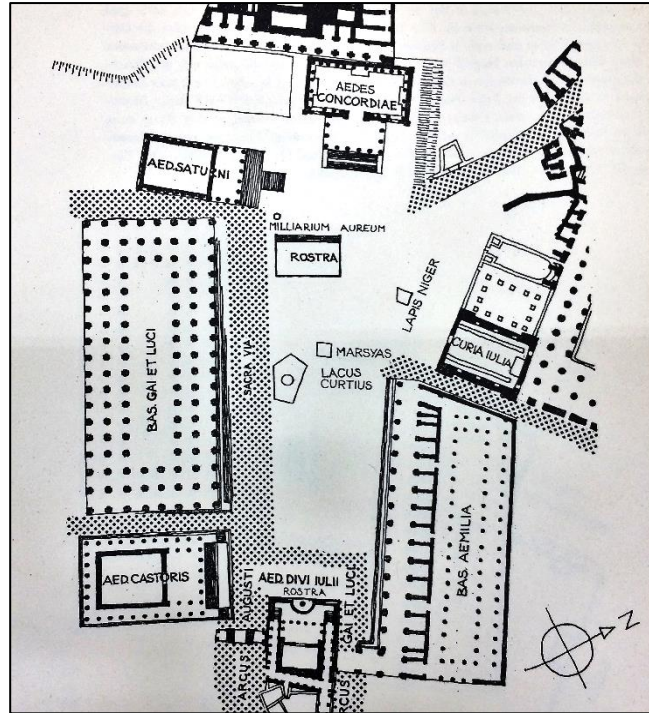 AEDES
CONCORDIAE
AED. SATURNI
MILLIARIUM AUREUM
ROSTRA
LAPIS NIGER
CURIA IULIA
BAS. GAI ET LUCI
SACRA VIA
MARSYAS
LACUS
CURTIUS
BAS. AEMILIA
AED. CASTORIS
AED. DIVI IULII
ROSTRA
ARCUS AUGUSTI
ARCUS GAI ET LUCI
N